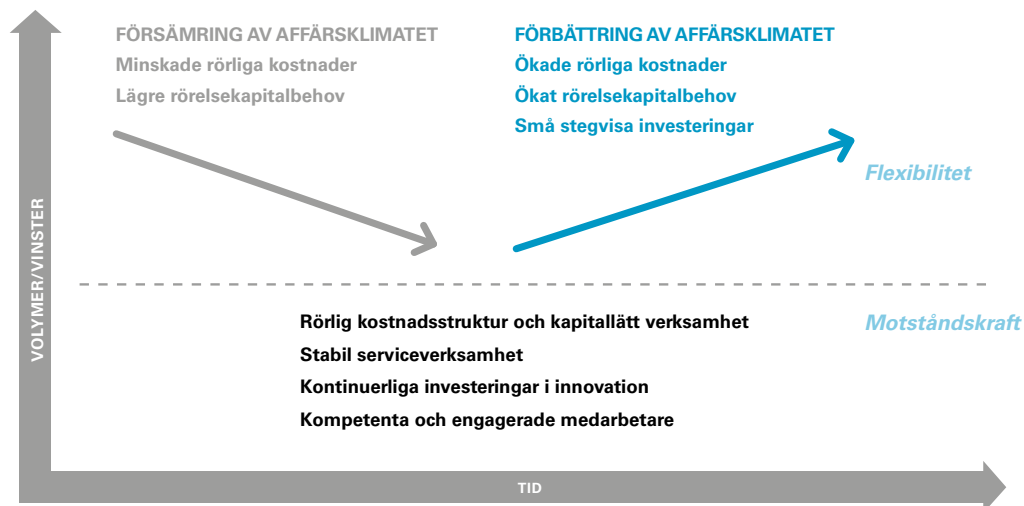 FÖRSÄMRING AV AFFÄRSKLIMATET
Minskade rörliga kostnader
Lägre rörelsekapitalbehov
FÖRBÄTTRING AV AFFÄRSKLIMATET
Ökade rörliga kostnader
Ökat rörelsekapitalbehov
Små stegvisa investeringar
Flexibilitet
VOLYMER/VINSTER
Rörlig kostnadsstruktur och kapitallätt verksamhet
Stabil serviceverksamhet
Kontinuerliga investeringar i innovation
Kompetenta och engagerade medarbetare
Motståndskraft
TID